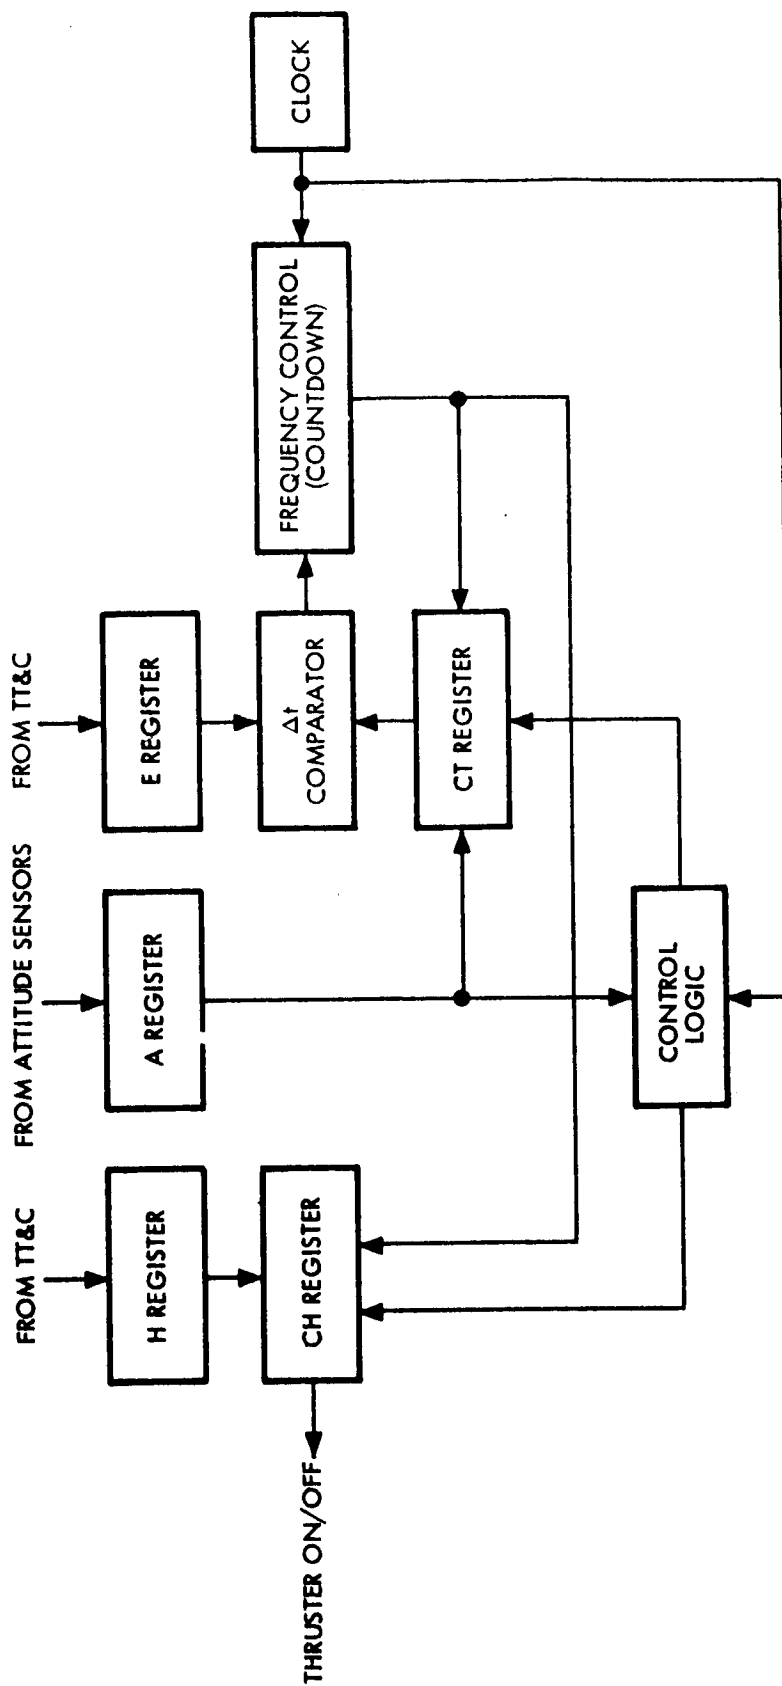 FROM TT&C
FROM ATTITUDE SENSORS
FROM TT&C
H REGISTER
A REGISTER
E REGISTER
CH REGISTER
Δt
COMPARATOR
FREQUENCY CONTROL
(COUNTDOWN)
CLOCK
THRUSTER ON/OFF
CT REGISTER
CONTROL
LOGIC